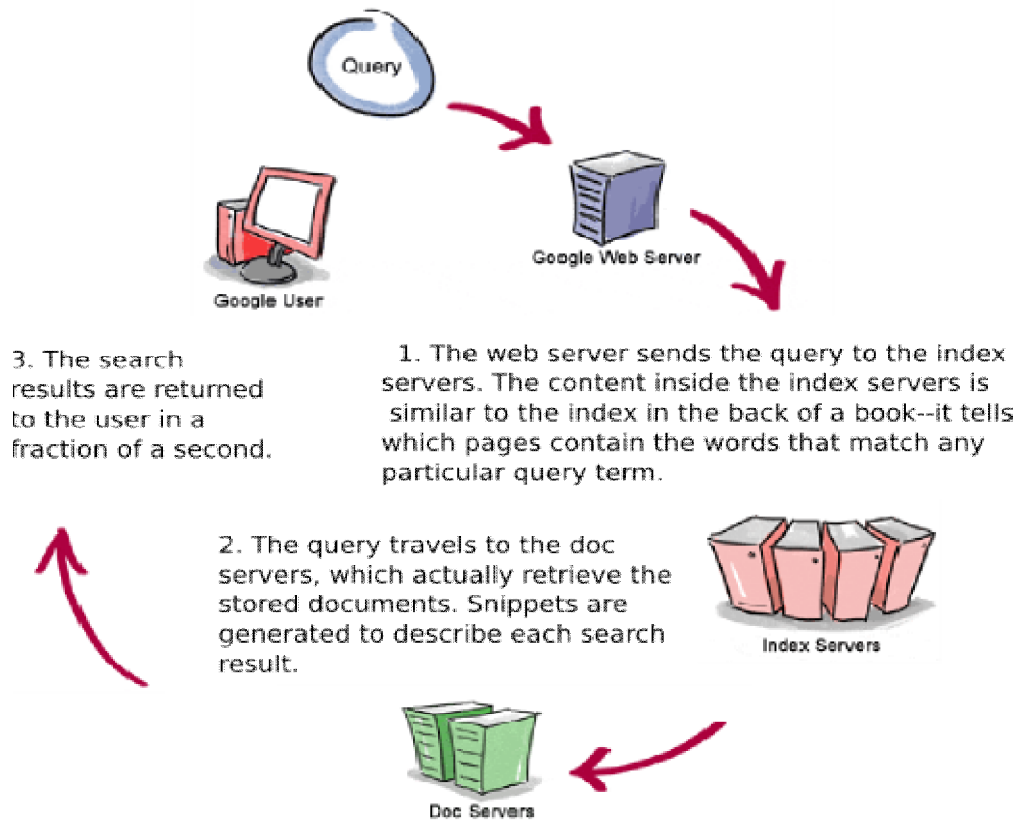 Query
Google Web Server
Google User
1. The web server sends the query to the index
servers. The content inside the index servers is
similar to the index in the back of a book--it tells
which pages contain the words that match any
particular query term.
Index Servers
2. The query travels to the doc
servers, which actually retrieve the
stored documents. Snippets are
generated to describe each search
result.
Doc Servers
3. The search
results are returned
to the user in a
fraction of a second.